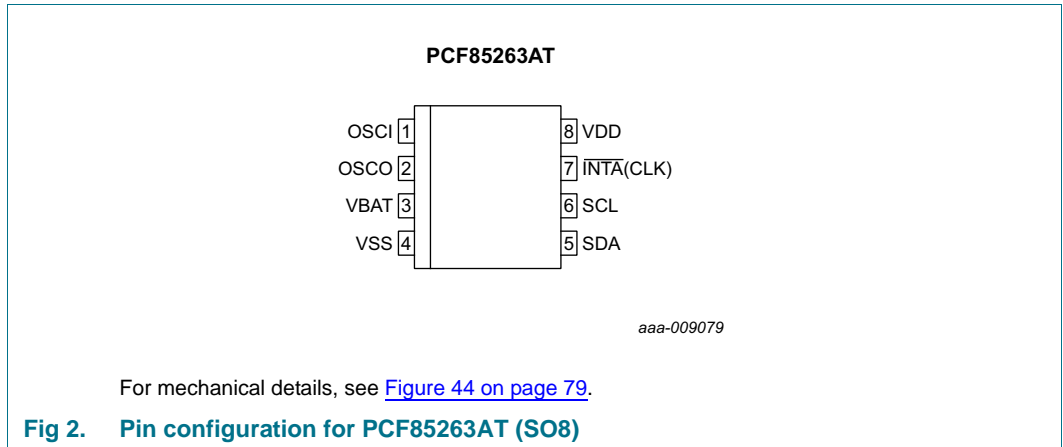 PCF85263AT
OSCI 1
OSCO 2
VBAT 3
VSS 4
8 VDD
7 INTA(CLK)
6 SCL
5 SDA
aaa-009079
For mechanical details, see Figure 44 on page 79.
Fig 2. Pin configuration for PCF85263AT (SO8)